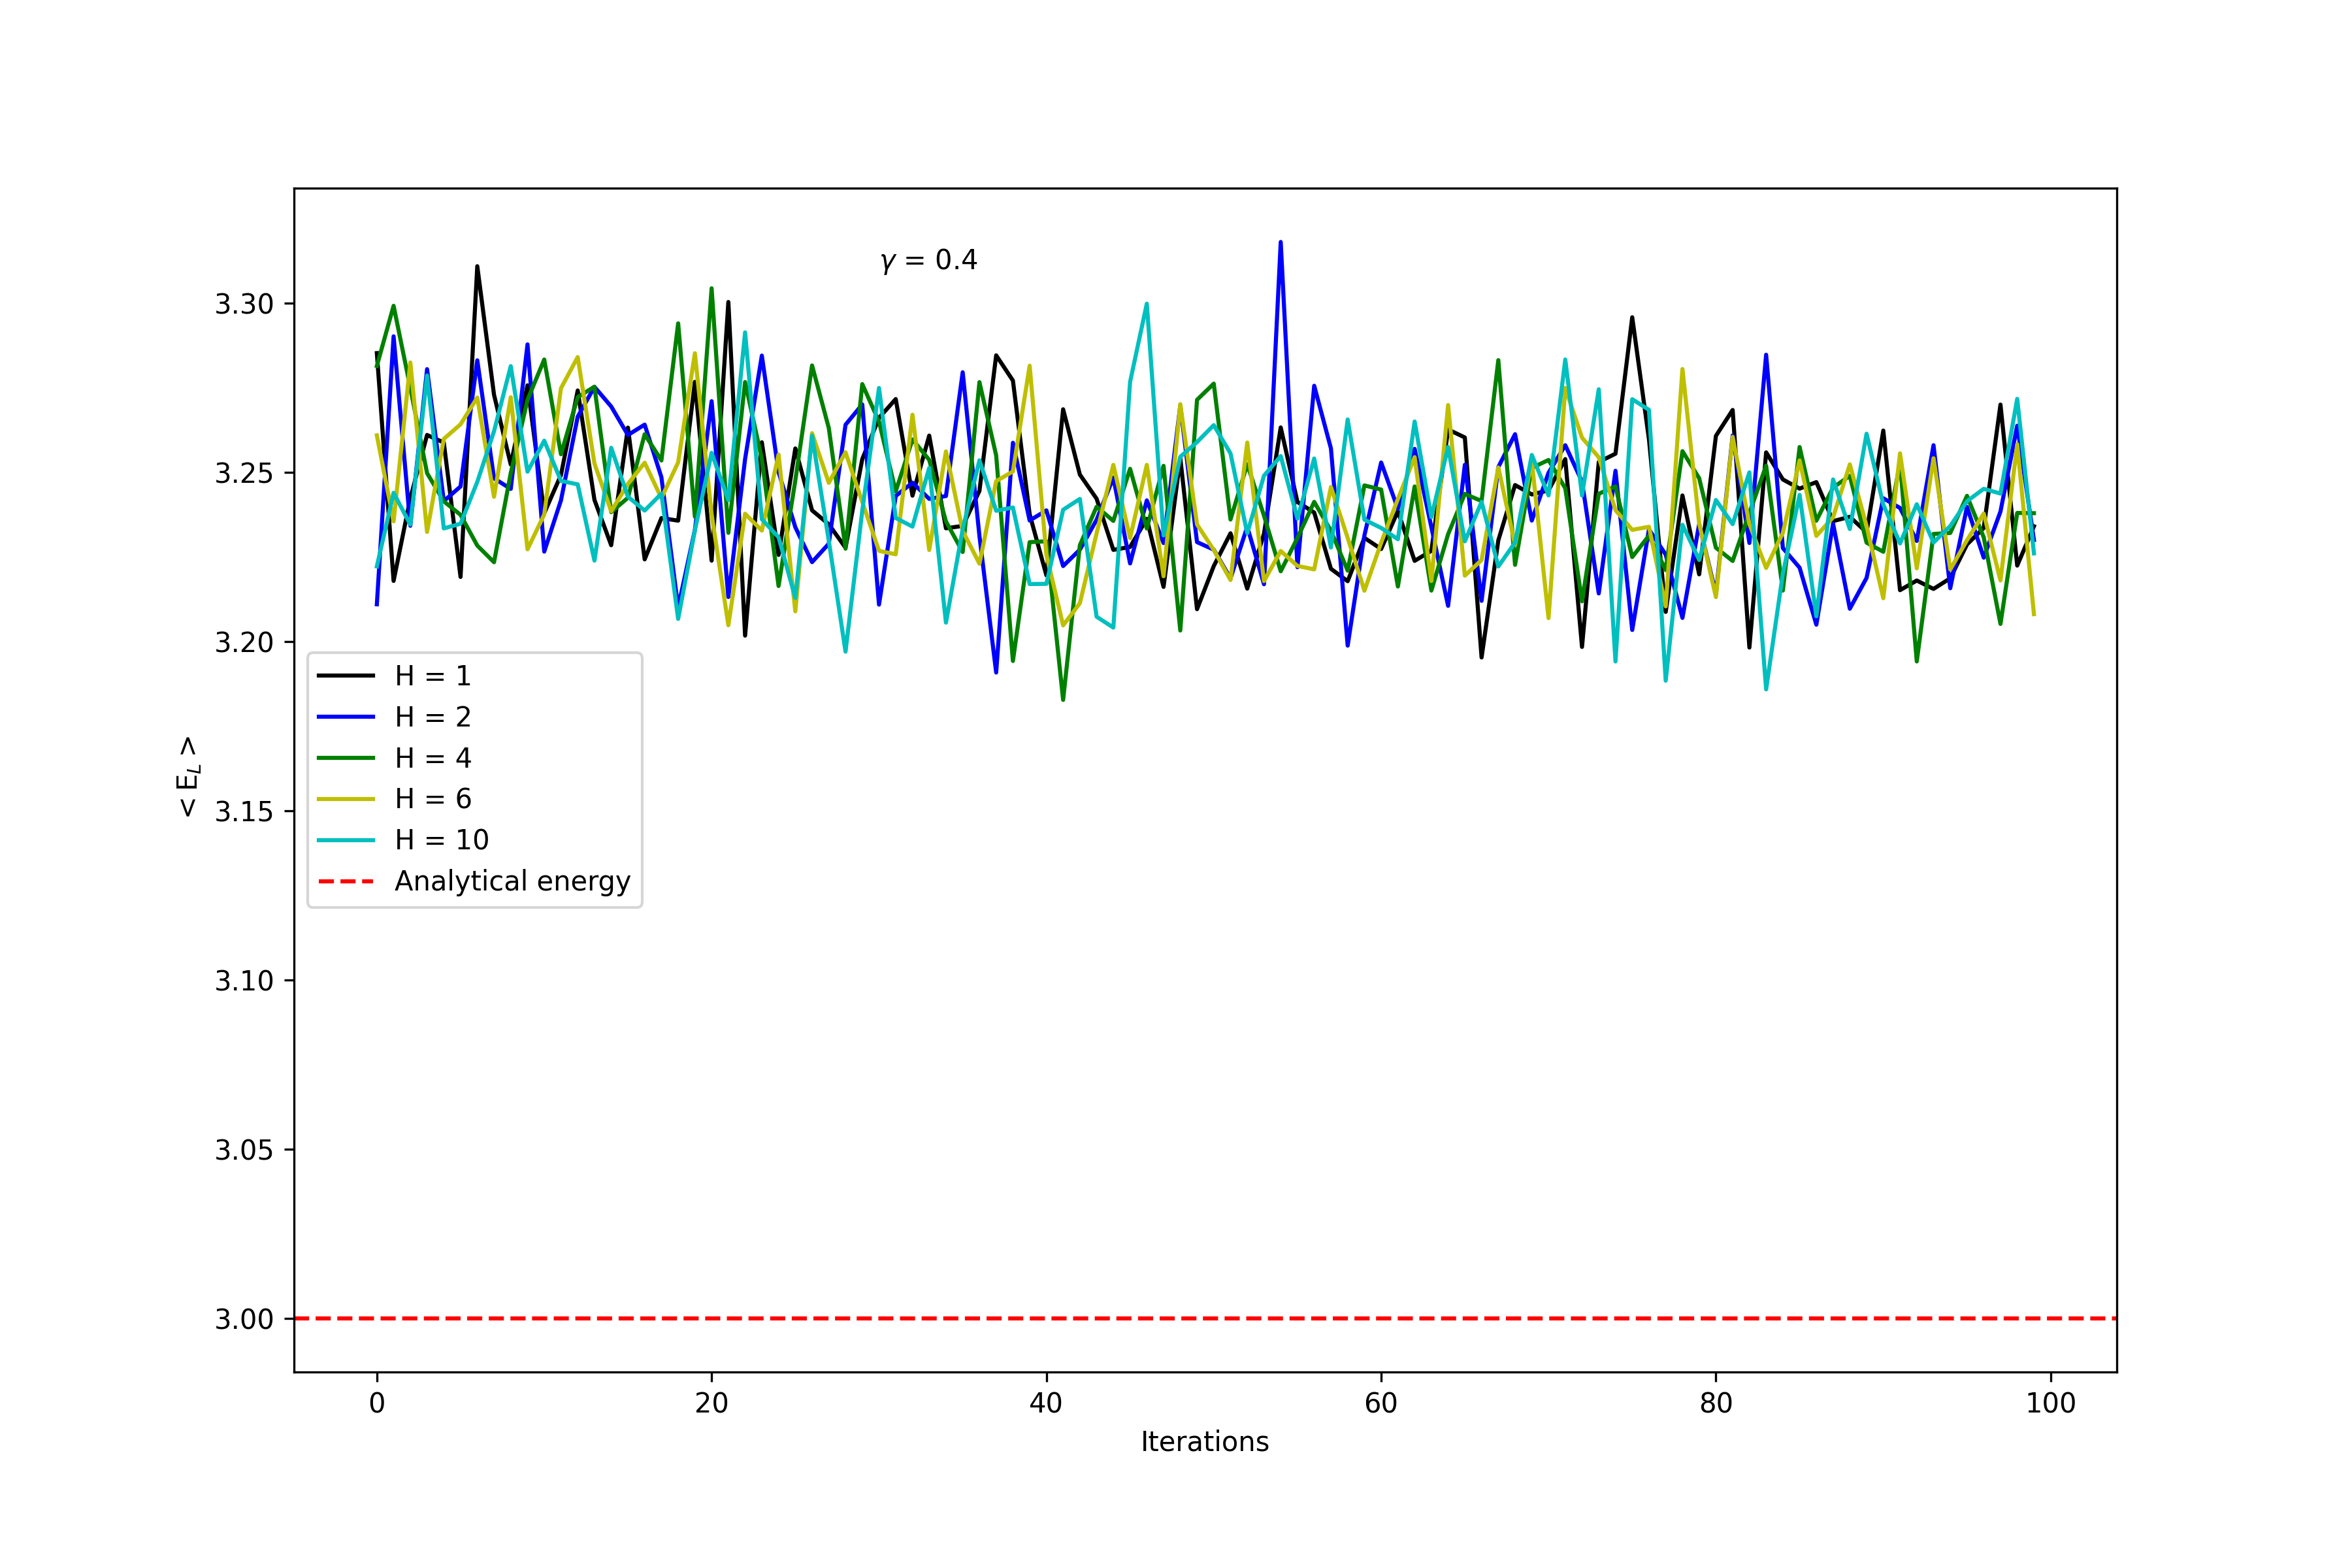 γ = 0.4
3.30
3.25
3.20
3.15
3.10
3.05
3.00
< E_L >
H = 1
H = 2
H = 4
H = 6
H = 10
Analytical energy
0 20 40 60 80 100
Iterations